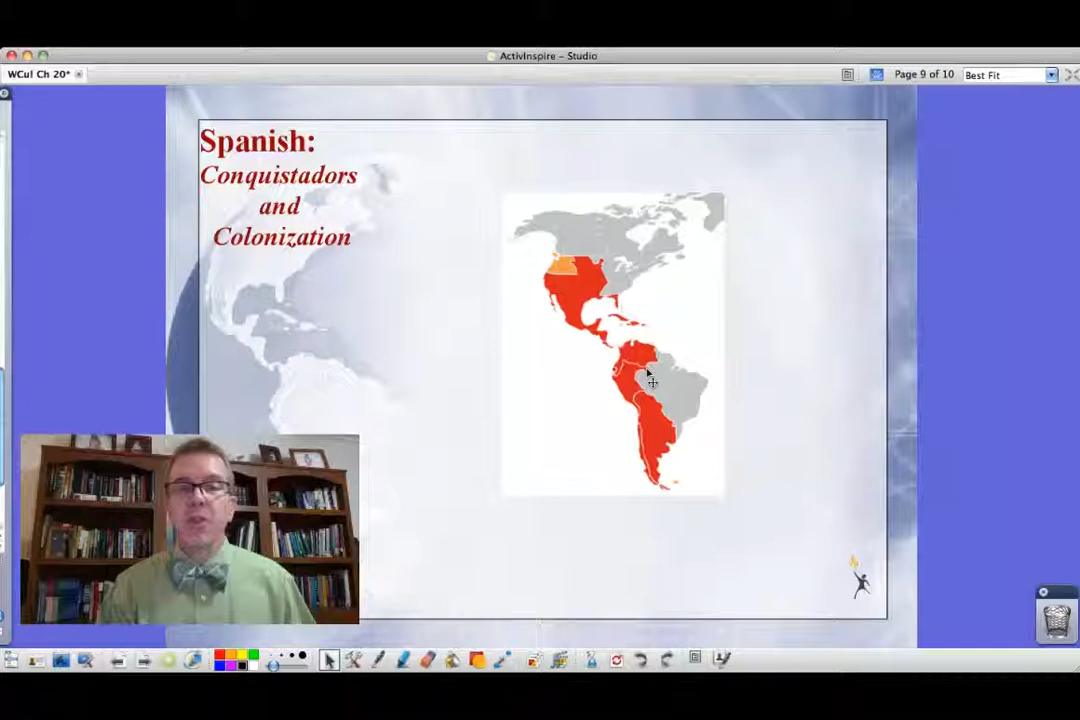 ActivInspire – Studio
WCul Ch 20*
Page 9 of 10
Best Fit
Spanish:
Conquistadors
and
Colonization